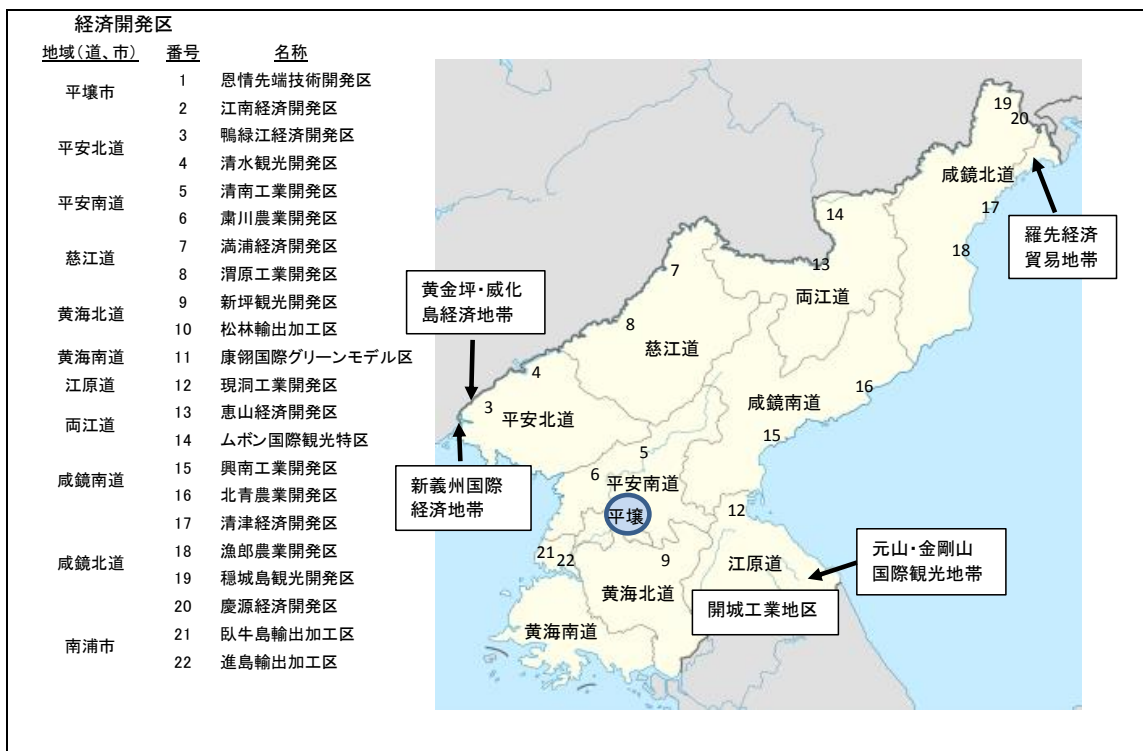 経済開発区
地域(道、市) 番号 名称
平壌市
1 恩情先端技術開発区
2 江南経済開発区
平安北道
3 鴨緑江経済開発区
4 清水観光開発区
平安南道
5 清南工業開発区
6 粛川農業開発区
慈江道
7 満浦経済開発区
8 渭原工業開発区
黄海北道
9 新坪観光開発区
10 松林輸出加工区
黄海南道 11 康翎国際グリーンモデル区
江原道 12 現洞工業開発区
両江道
13 恵山経済開発区
14 ムボン国際観光特区
咸鏡南道
15 興南工業開発区
16 北青農業開発区
咸鏡北道
17 清津経済開発区
18 漁郎農業開発区
19 穏城島観光開発区
20 慶源経済開発区
南浦市
21 臥牛島輸出加工区
22 進島輸出加工区
19
20
咸鏡北道
17
14
羅先経済
貿易地帯
18
13
7
両江道
黄金坪・威化
島経済地帯
8
慈江道
4
16
3
平安北道
咸鏡南道
15
5
新義州国際
経済地帯
6
平安南道
12
平壌
21
22
9
江原道
元山・金剛山
国際観光地帯
黄海北道
開城工業地区
黄海南道